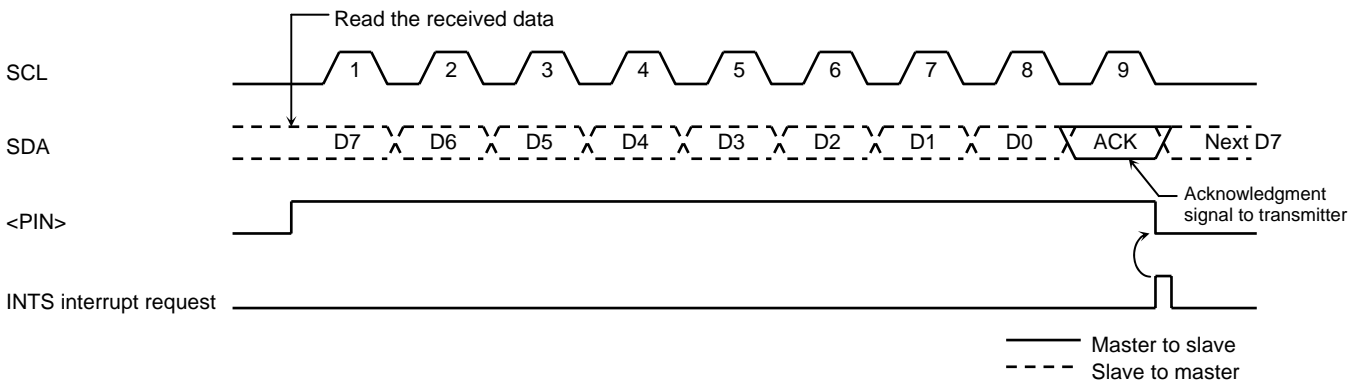 Read the received data
SCL 1 2 3 4 5 6 7 8 9
SDA D7 D6 D5 D4 D3 D2 D1 D0 ACK Next D7
Acknowledgment
signal to transmitter
<PIN>
INTS interrupt request
Master to slave
Slave to master